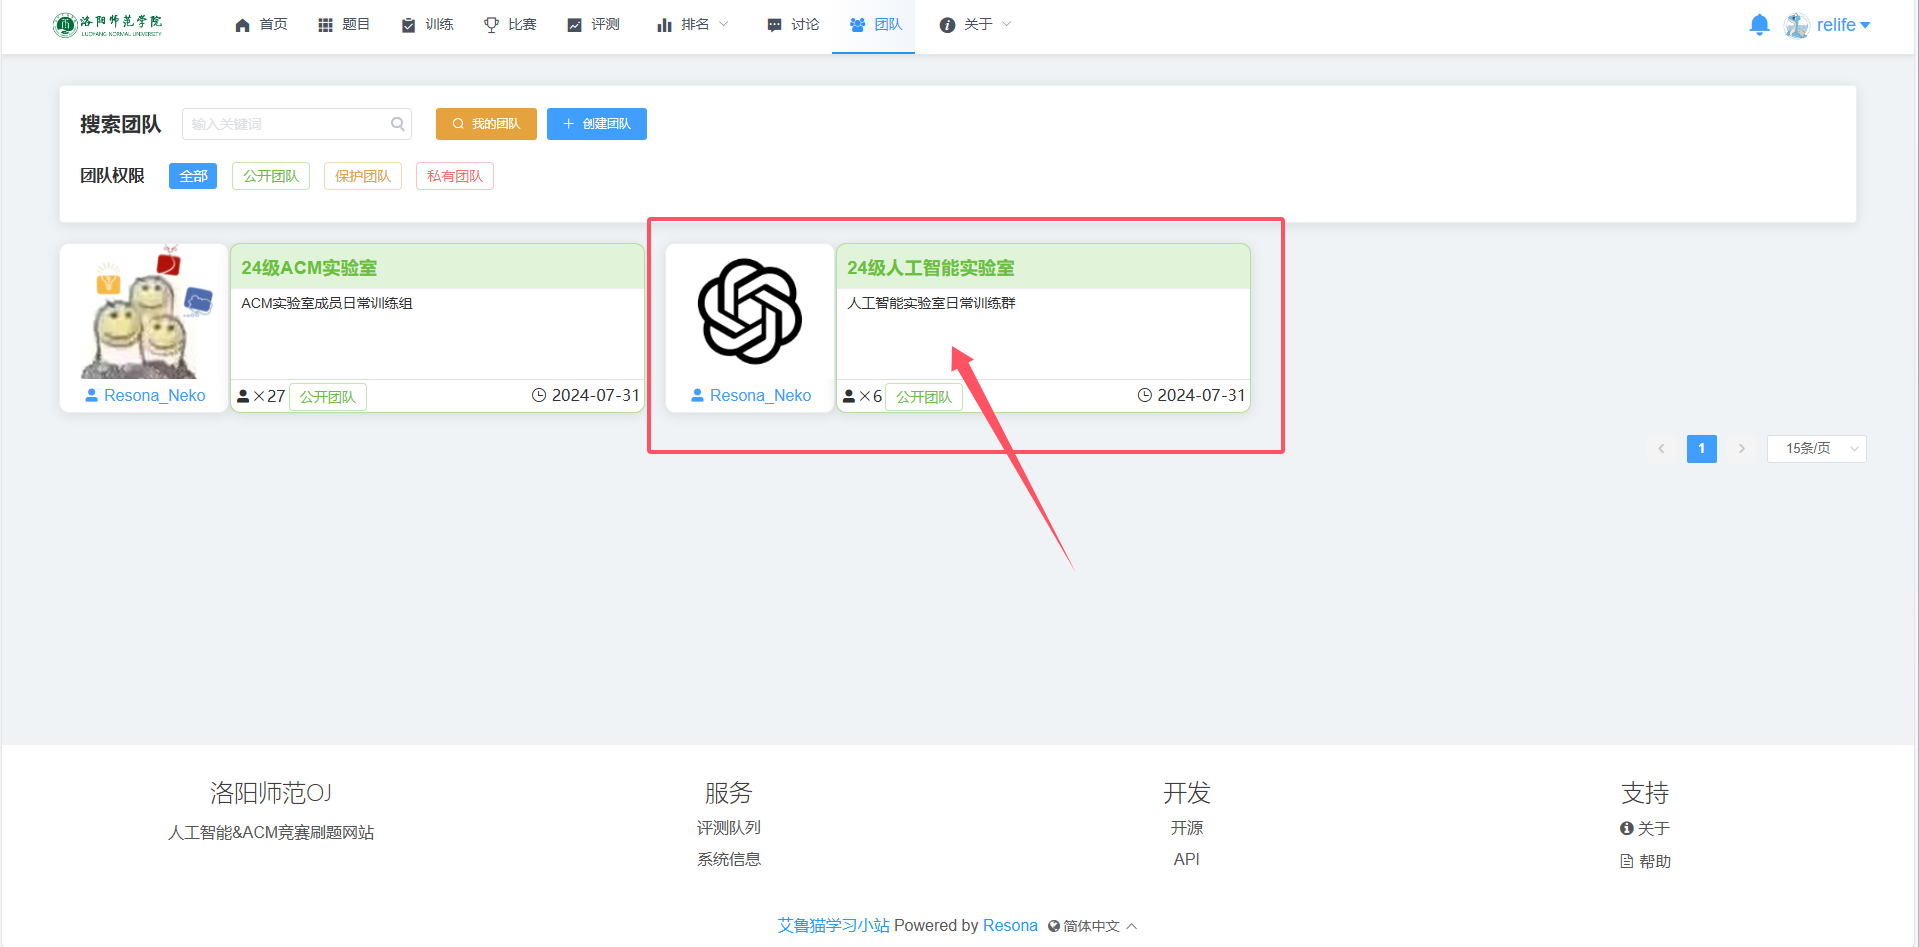 洛阳师范学院
LUOYANG NORMAL UNIVERSITY
首页 题目 训练 比赛 评测 排名 讨论 团队 关于
relife
搜索团队 输入关键词 我的团队 创建团队
团队权限 全部 公开团队 保护团队 私有团队
24级ACM实验室
ACM实验室成员日常训练组
Resona_Neko
×27 公开团队 2024-07-31
24级人工智能实验室
人工智能实验室日常训练群
Resona_Neko
×6 公开团队 2024-07-31
1 15条/页
洛阳师范OJ
人工智能&ACM竞赛刷题网站
服务
评测队列
系统信息
开发
开源
API
支持
关于
帮助
艾鲁猫学习小站 Powered by Resona 简体中文